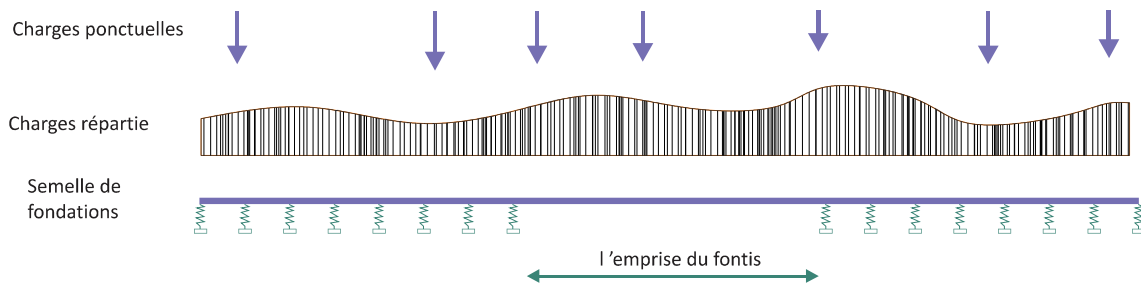 Charges ponctuelles
Charges répartie
Semelle de
fondations
l ’emprise du fontis